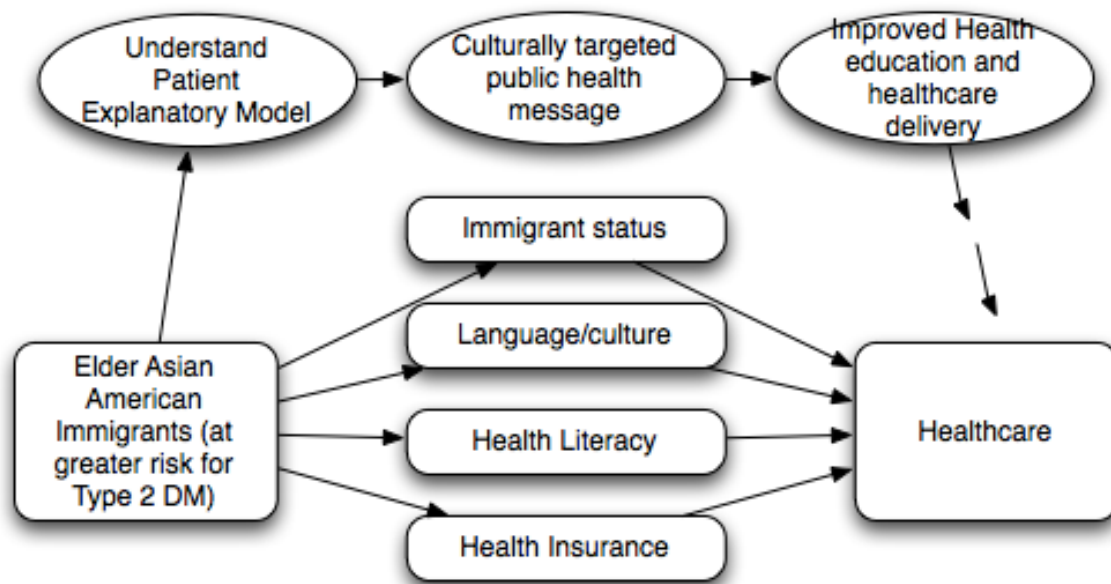 Understand
Patient
Explanatory Model
Culturally targeted
public health
message
Improved Health
education and
healthcare
delivery
Immigrant status
Language/culture
Elder Asian
American
Immigrants (at
greater risk for
Type 2 DM)
Health Literacy
Healthcare
Health Insurance